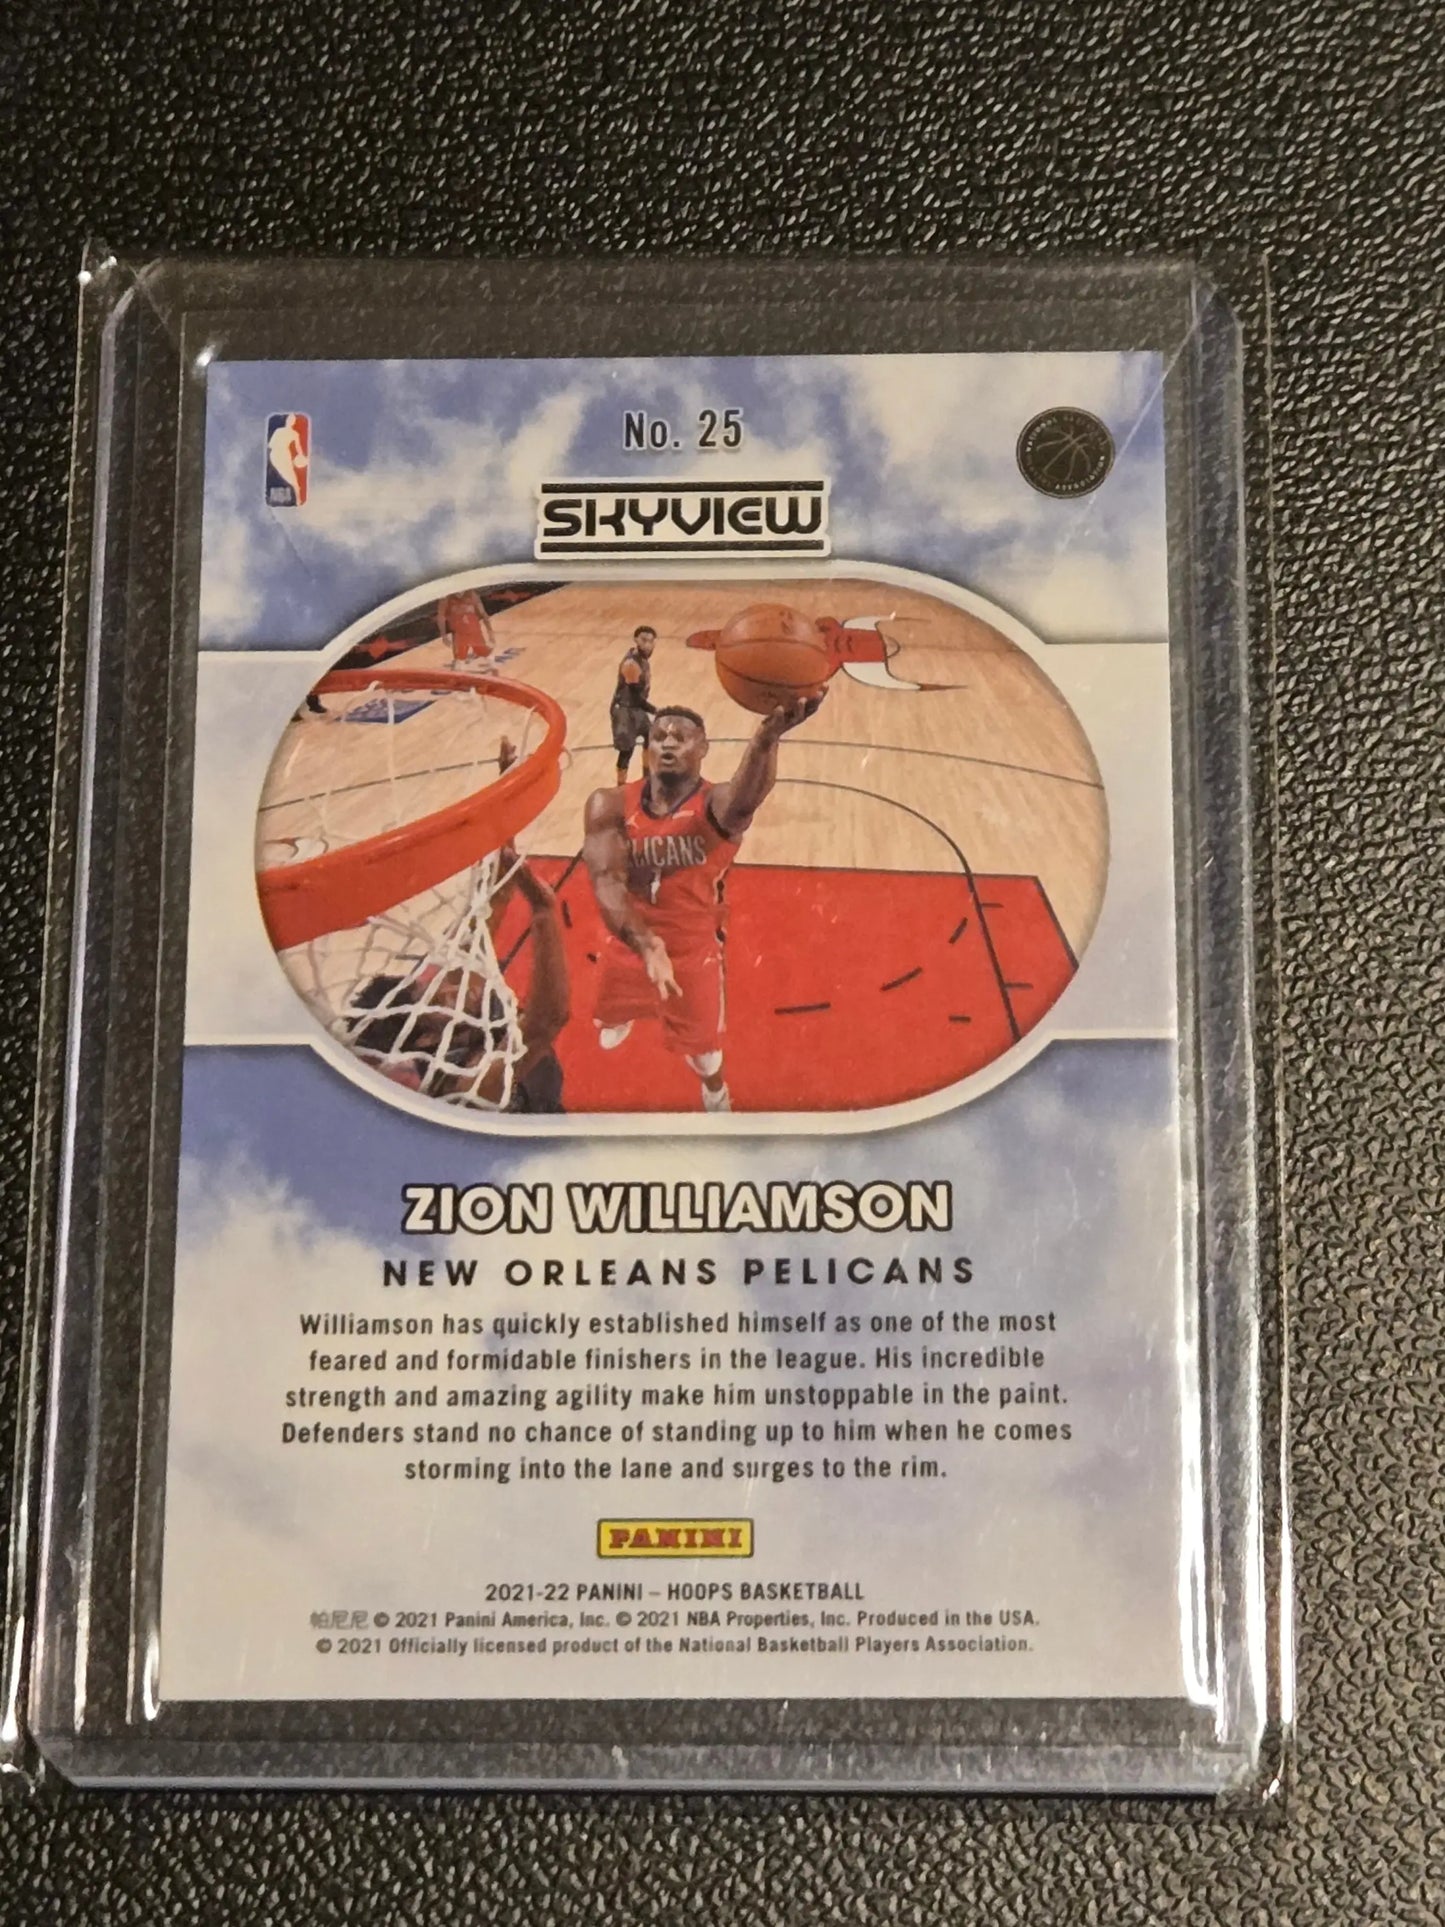 No. 25
NBA
SKYVIEW
LICANS
1
ZION WILLIAMSON
NEW ORLEANS PELICANS
Williamson has quickly established himself as one of the most
feared and formidable finishers in the league. His incredible
strength and amazing agility make him unstoppable in the paint.
Defenders stand no chance of standing up to him when he comes
storming into the lane and surges to the rim.
PANINI
2021-22 PANINI – HOOPS BASKETBALL
帕尼尼 © 2021 Panini America, Inc. © 2021 NBA Properties, Inc. Produced in the USA.
© 2021 Officially licensed product of the National Basketball Players Association.